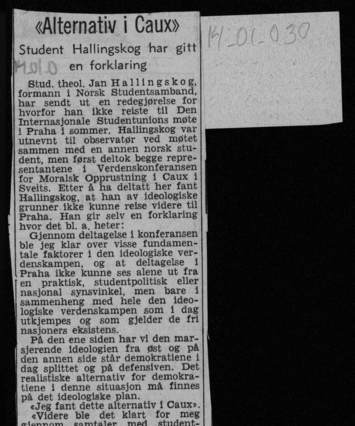 «Alternativ i Caux»
14-01-030
Student Hallingskog har gitt
en forklaring
Stud. theol. Jan Hallingskog,
formann i Norsk Studentsamband,
har sendt ut en redegjørelse for
hvorfor han ikke reiste til Den
Internasjonale Studentunions møte
i Praha i sommer. Hallingskog var
utnevnt til observatør ved møtet
sammen med en annen norsk stu-
dent, men først deltok begge repre-
sentantene i Verdenskonferansen
for Moralsk Opprustning i Caux i
Sveits. Etter å ha deltatt her fant
Hallingskog, at han av ideologiske
grunner ikke kunne reise videre til
Praha. Han gir selv en forklaring
hvor det bl. a. heter:
Gjennom deltagelse i konferansen
ble jeg klar over visse fundamen-
tale faktorer i den ideologiske ver-
denskampen, og at deltagelse i
Praha ikke kunne ses alene ut fra
en praktisk, studentpolitisk eller
nasjonal synsvinkel, men bare i
sammenheng med hele den ideo-
logiske verdenskampen som i dag
utkjempes og som gjelder de fri
nasjoners eksistens.
På den ene siden har vi den mar-
sjerende ideologien fra øst og på
den annen side står demokratiene i
dag splittet og på defensiven. Det
realistiske alternativ for demokra-
tiene i denne situasjon må finnes
på det ideologiske plan.
«Jeg fant dette alternativ i Caux».
«Videre ble det klart for meg
gjennom samtaler med student-